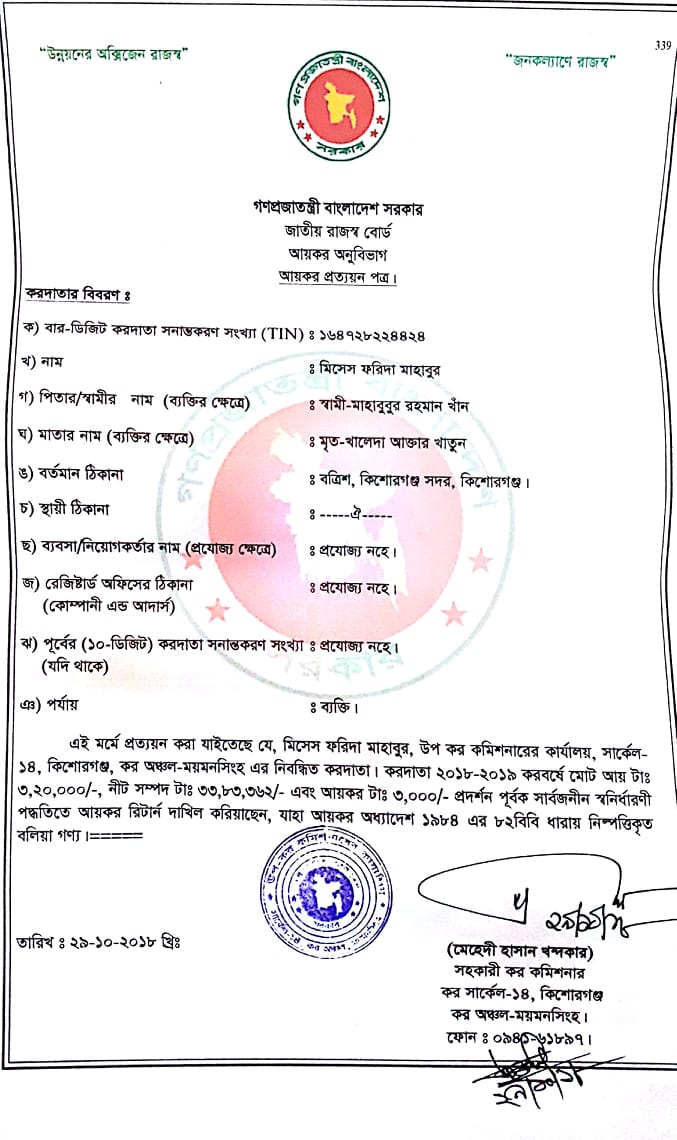 339
“উন্নয়নের অক্সিজেন রাজস্ব” “জনকল্যাণে রাজস্ব”
গণপ্রজাতন্ত্রী বাংলাদেশ
সরকার
গণপ্রজাতন্ত্রী বাংলাদেশ সরকার
জাতীয় রাজস্ব বোর্ড
আয়কর অনুবিভাগ
আয়কর প্রত্যয়ন পত্র।
করদাতার বিবরণ ঃ
ক) বার-ডিজিট করদাতা সনাক্তকরণ সংখ্যা (TIN) ঃ ১৬৪৭২৮২২৪৪২৪
খ) নাম ঃ মিসেস ফরিদা মাহাবুর
গ) পিতার/স্বামীর নাম (ব্যক্তির ক্ষেত্রে) ঃ স্বামী-মাহাবুবুর রহমান খাঁন
ঘ) মাতার নাম (ব্যক্তির ক্ষেত্রে) ঃ মৃত-খালেদা আক্তার খাতুন
ঙ) বর্তমান ঠিকানা ঃ বত্রিশ, কিশোরগঞ্জ সদর, কিশোরগঞ্জ।
চ) স্থায়ী ঠিকানা ঃ -----ঐ-----
ছ) ব্যবসা/নিয়োগকর্তার নাম (প্রযোজ্য ক্ষেত্রে) ঃ প্রযোজ্য নহে।
জ) রেজিষ্টার্ড অফিসের ঠিকানা ঃ প্রযোজ্য নহে।
(কোম্পানী এন্ড আদার্স)
ঝ) পূর্বের (১০-ডিজিট) করদাতা সনাক্তকরণ সংখ্যা ঃ প্রযোজ্য নহে।
(যদি থাকে)
ঞ) পর্যায় ঃ ব্যক্তি।
এই মর্মে প্রত্যয়ন করা যাইতেছে যে, মিসেস ফরিদা মাহাবুর, উপ কর কমিশনারের কার্যালয়, সার্কেল-
১৪, কিশোরগঞ্জ, কর অঞ্চল-ময়মনসিংহ এর নিবন্ধিত করদাতা। করদাতা ২০১৮-২০১৯ করবর্ষে মোট আয় টাঃ
৩,২০,০০০/-, নীট সম্পদ টাঃ ৩৩,৮৩,৩৬২/- এবং আয়কর টাঃ ৩,০০০/- প্রদর্শন পূর্বক সার্বজনীন স্বনির্ধারণী
পদ্ধতিতে আয়কর রিটার্ন দাখিল করিয়াছেন, যাহা আয়কর অধ্যাদেশ ১৯৮৪ এর ৮২বিবি ধারায় নিষ্পত্তিকৃত
বলিয়া গণ্য।=====
তারিখ ঃ ২৯-১০-২০১৮ খ্রিঃ
(মেহেদী হাসান খন্দকার)
সহকারী কর কমিশনার
কর সার্কেল-১৪, কিশোরগঞ্জ
কর অঞ্চল-ময়মনসিংহ।